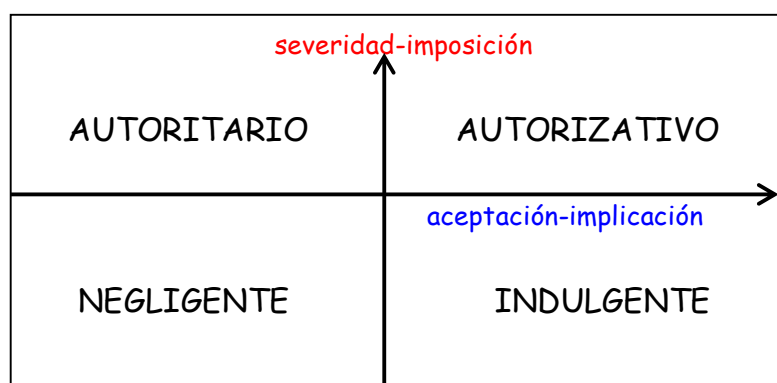 severidad-imposición
AUTORITARIO
AUTORIZATIVO
aceptación-implicación
NEGLIGENTE
INDULGENTE